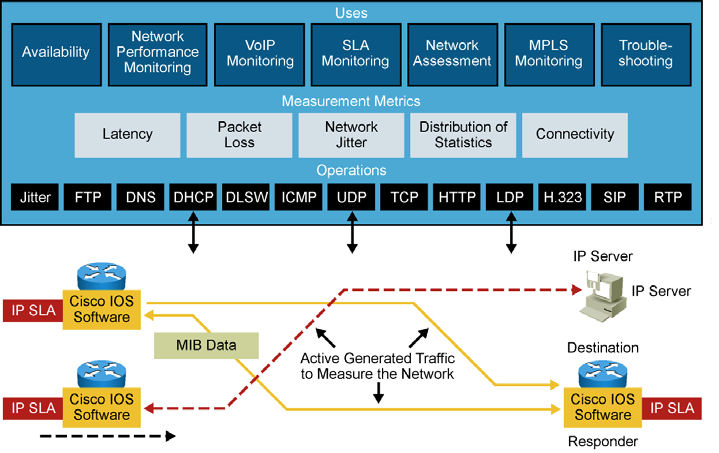 Uses
Availability
Network
Performance
Monitoring
VoIP
Monitoring
SLA
Monitoring
Network
Assessment
MPLS
Monitoring
Trouble-
shooting
Measurement Metrics
Latency
Packet
Loss
Network
Jitter
Distribution of
Statistics
Connectivity
Operations
Jitter
FTP
DNS
DHCP
DLSW
ICMP
UDP
TCP
HTTP
LDP
H.323
SIP
RTP
IP Server
IP Server
IP SLA
Cisco IOS
Software
MIB Data
Active Generated Traffic
to Measure the Network
Destination
IP SLA
Cisco IOS
Software
Cisco IOS
Software
IP SLA
Responder